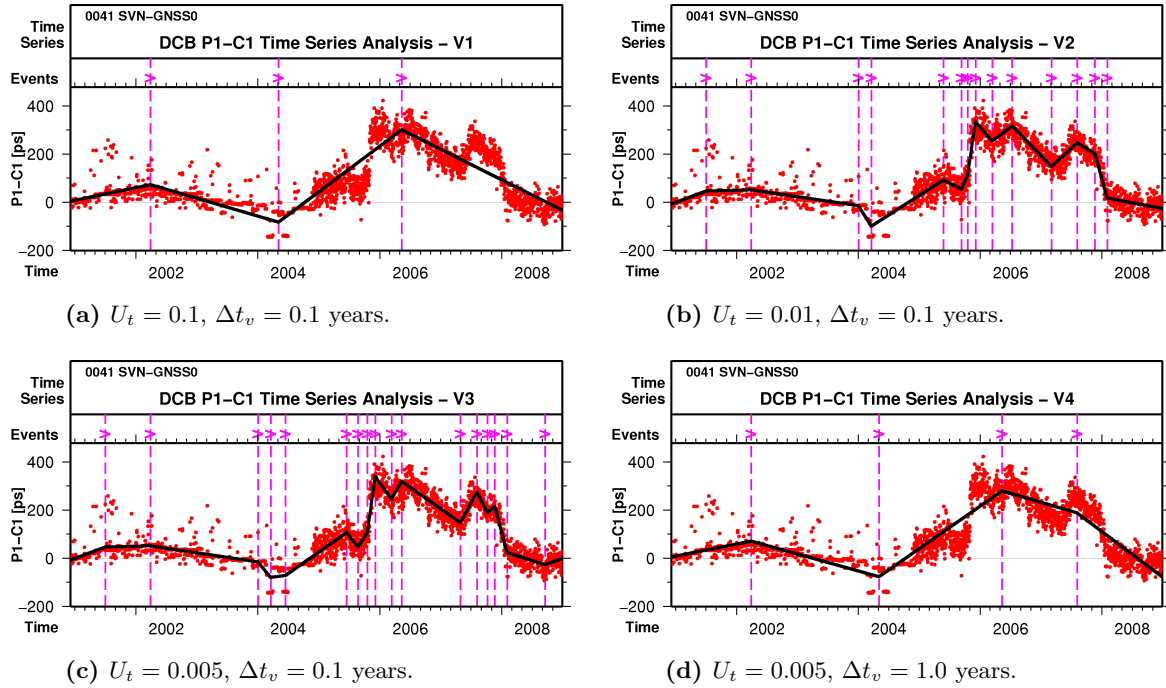 0041 SVN−GNSS0
Time
Series
DCB P1−C1 Time Series Analysis − V1
Events
400
200
0
−200
P1−C1 [ps]
Time
2002
2004
2006
2008
(a) U_t = 0.1, Δt_v = 0.1 years.
0041 SVN−GNSS0
Time
Series
DCB P1−C1 Time Series Analysis − V2
Events
400
200
0
−200
P1−C1 [ps]
Time
2002
2004
2006
2008
(b) U_t = 0.01, Δt_v = 0.1 years.
0041 SVN−GNSS0
Time
Series
DCB P1−C1 Time Series Analysis − V3
Events
400
200
0
−200
P1−C1 [ps]
Time
2002
2004
2006
2008
(c) U_t = 0.005, Δt_v = 0.1 years.
0041 SVN−GNSS0
Time
Series
DCB P1−C1 Time Series Analysis − V4
Events
400
200
0
−200
P1−C1 [ps]
Time
2002
2004
2006
2008
(d) U_t = 0.005, Δt_v = 1.0 years.